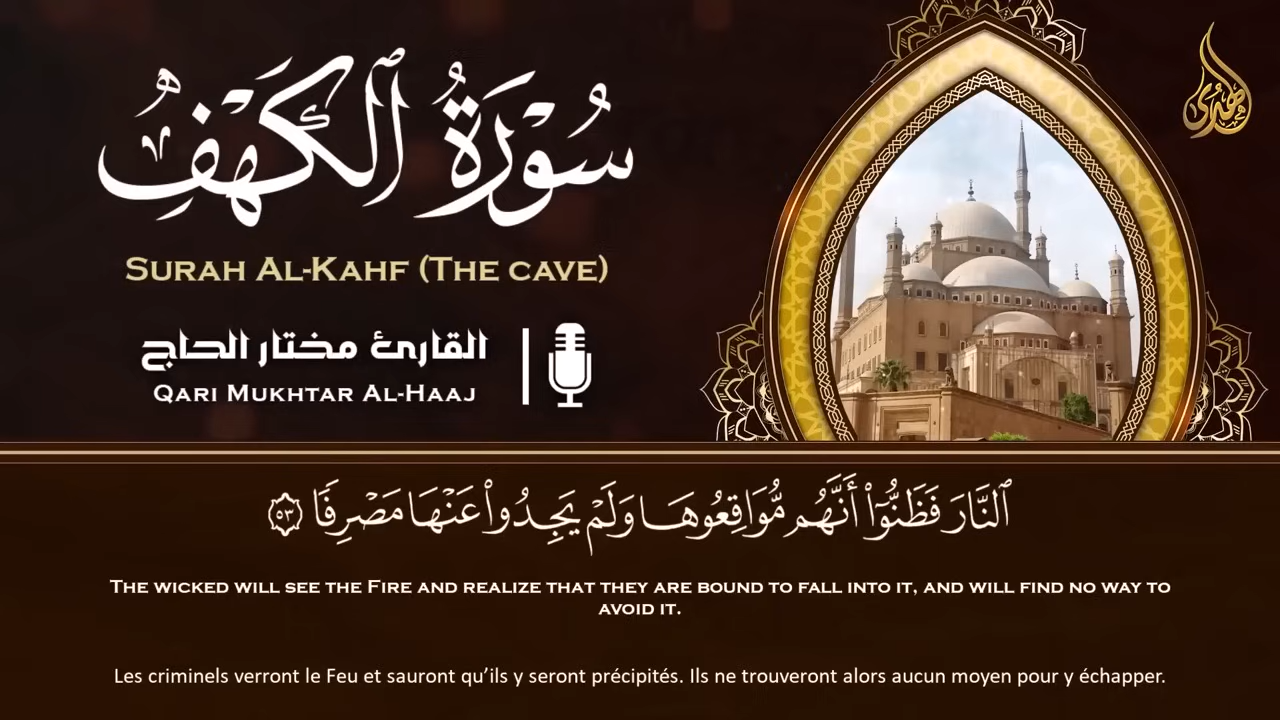 سُورَةُ ٱلْكَهْفِ
هدى
SURAH AL-KAHF (THE CAVE)
القارئ مختار الحاج
QARI MUKHTAR AL-HAAJ
ٱلنَّارَ فَظَنُّوٓا۟ أَنَّهُم مُّوَاقِعُوهَا وَلَمْ يَجِدُوا۟ عَنْهَا مَصْرِفًا ۝٥٣
THE WICKED WILL SEE THE FIRE AND REALIZE THAT THEY ARE BOUND TO FALL INTO IT, AND WILL FIND NO WAY TO
AVOID IT.
Les criminels verront le Feu et sauront qu’ils y seront précipités. Ils ne trouveront alors aucun moyen pour y échapper.